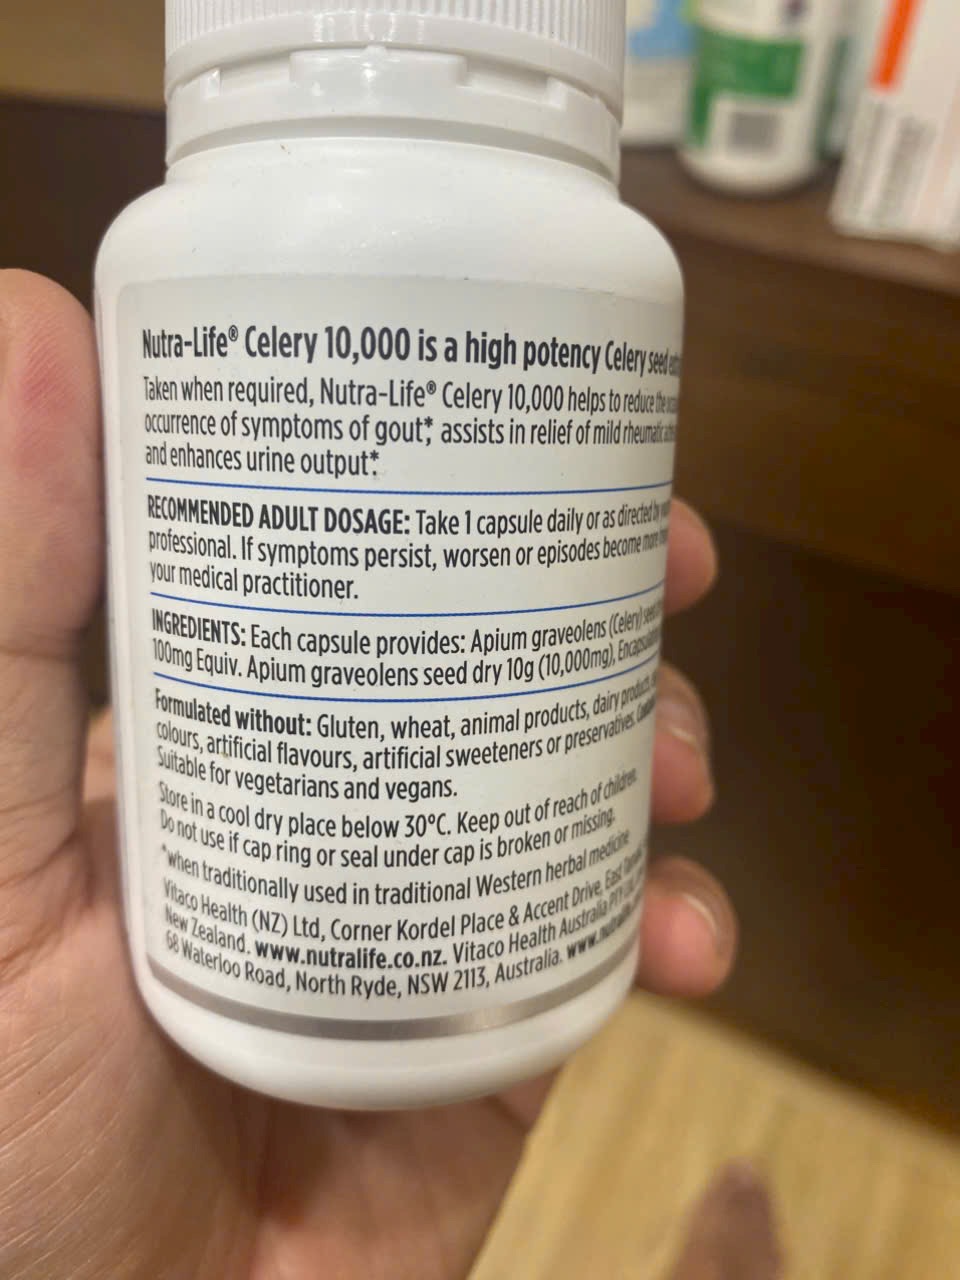 Nutra-Life® Celery 10,000 is a high potency Celery seed
Taken when required, Nutra-Life® Celery 10,000 helps to reduce the
occurrence of symptoms of gout*, assists in relief of mild rheumatic
and enhances urine output*.
RECOMMENDED ADULT DOSAGE: Take 1 capsule daily or as directed by
professional. If symptoms persist, worsen or episodes become more
your medical practitioner.
INGREDIENTS: Each capsule provides: Apium graveolens (Celery) seed
100mg Equiv. Apium graveolens seed dry 10g (10,000mg),
Formulated without: Gluten, wheat, animal products, dairy products,
colours, artificial flavours, artificial sweeteners or preservatives.
Suitable for vegetarians and vegans.
Store in a cool dry place below 30°C. Keep out of reach of children.
Do not use if cap ring or seal under cap is broken or missing.
*when traditionally used in traditional Western herbal medicine
Vitaco Health (NZ) Ltd, Corner Kordel Place & Accent Drive, East
New Zealand. www.nutralife.co.nz. Vitaco Health Australia PTY
68 Waterloo Road, North Ryde, NSW 2113, Australia.